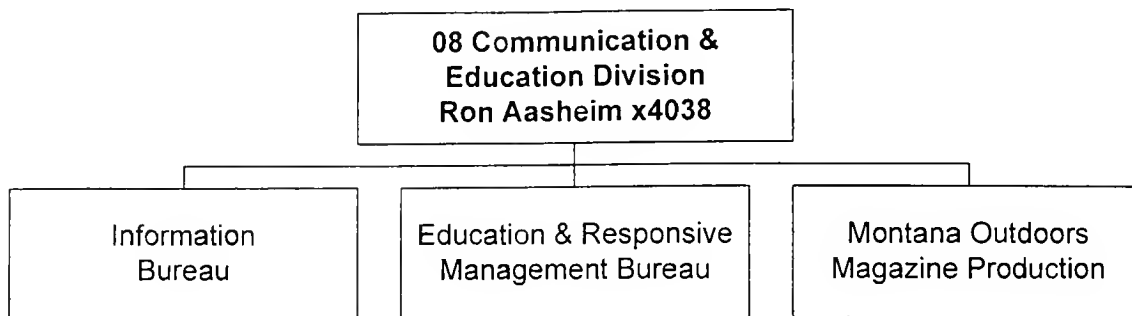 08 Communication &
Education Division
Ron Aasheim x4038
Information
Bureau
Education & Responsive
Management Bureau
Montana Outdoors
Magazine Production